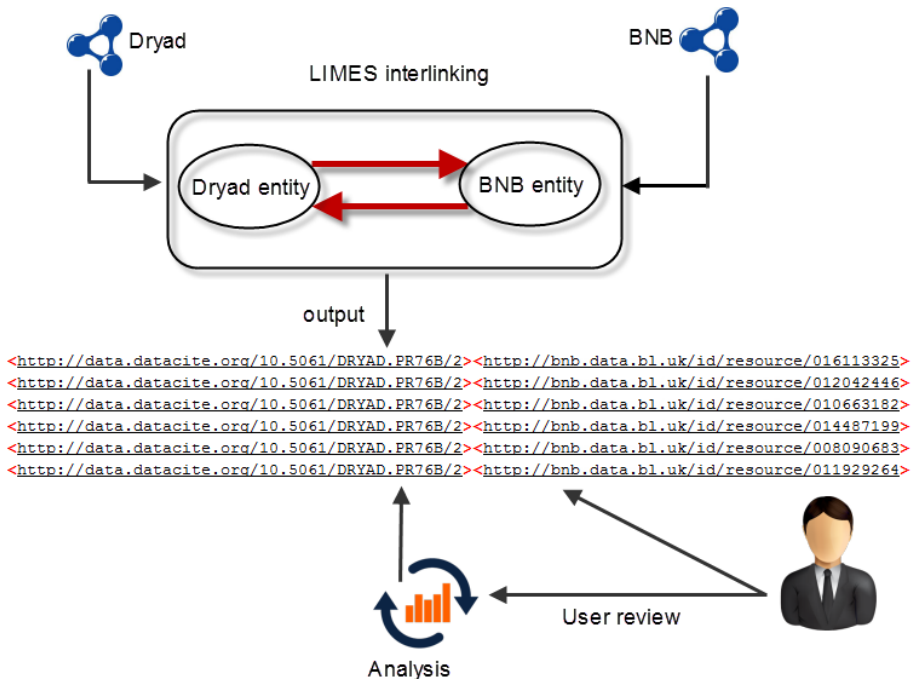 Dryad
BNB
LIMES interlinking
Dryad entity
BNB entity
output
<http://data.datacite.org/10.5061/DRYAD.PR76B/2><http://bnb.data.bl.uk/id/resource/016113325>
<http://data.datacite.org/10.5061/DRYAD.PR76B/2><http://bnb.data.bl.uk/id/resource/012042446>
<http://data.datacite.org/10.5061/DRYAD.PR76B/2><http://bnb.data.bl.uk/id/resource/010663182>
<http://data.datacite.org/10.5061/DRYAD.PR76B/2><http://bnb.data.bl.uk/id/resource/014487199>
<http://data.datacite.org/10.5061/DRYAD.PR76B/2><http://bnb.data.bl.uk/id/resource/008090683>
<http://data.datacite.org/10.5061/DRYAD.PR76B/2><http://bnb.data.bl.uk/id/resource/011929264>
User review
Analysis